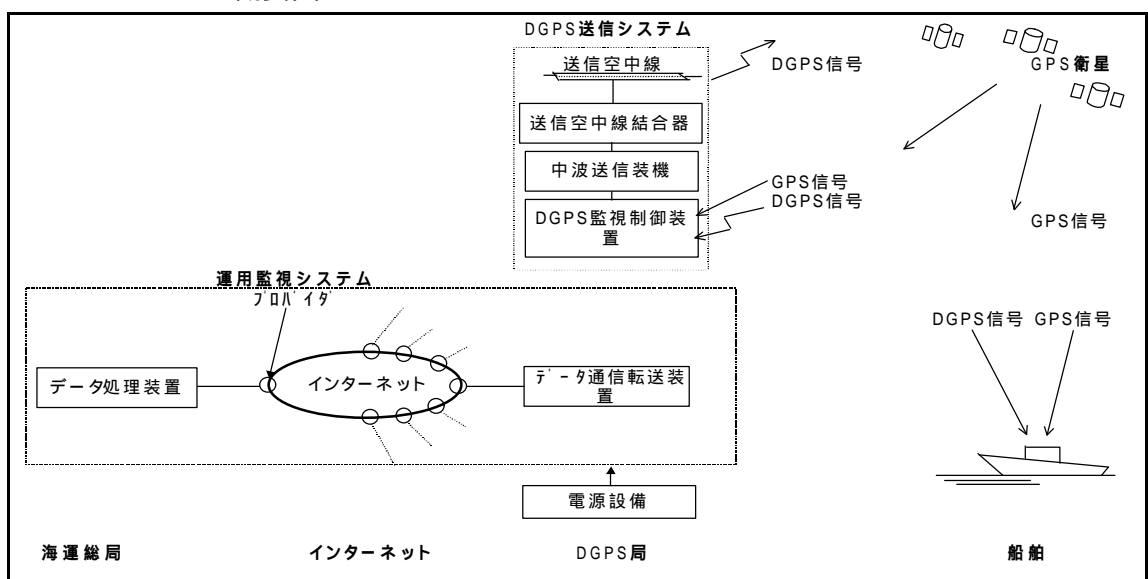 DGPS送信システム
送信空中線
DGPS信号
GPS衛星
送信空中線結合器
中波送信装機
GPS信号
DGPS信号
DGPS監視制御装
置
GPS信号
運用監視システム
プロバイダ
DGPS信号 GPS信号
データ処理装置
インターネット
データ通信転送装
置
電源設備
海運総局
インターネット
DGPS局
船舶